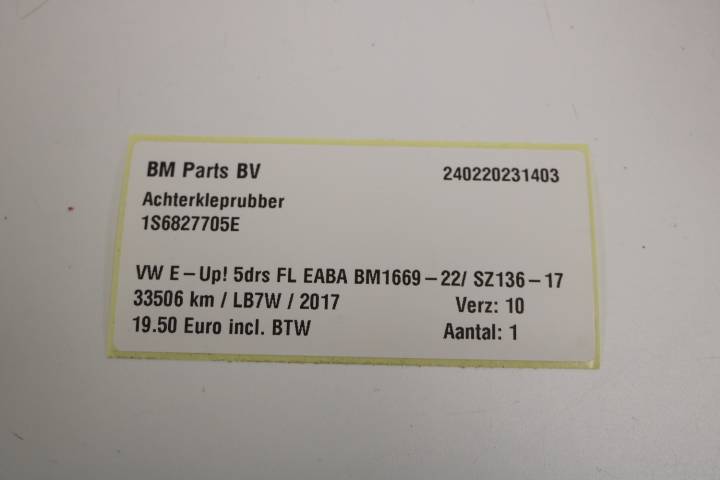 BM Parts BV 240220231403
Achterkleprubber
1S6827705E
VW E-Up! 5drs FL EABA BM1669-22/ SZ136-17
33506 km / LB7W / 2017 Verz: 10
19.50 Euro incl. BTW Aantal: 1